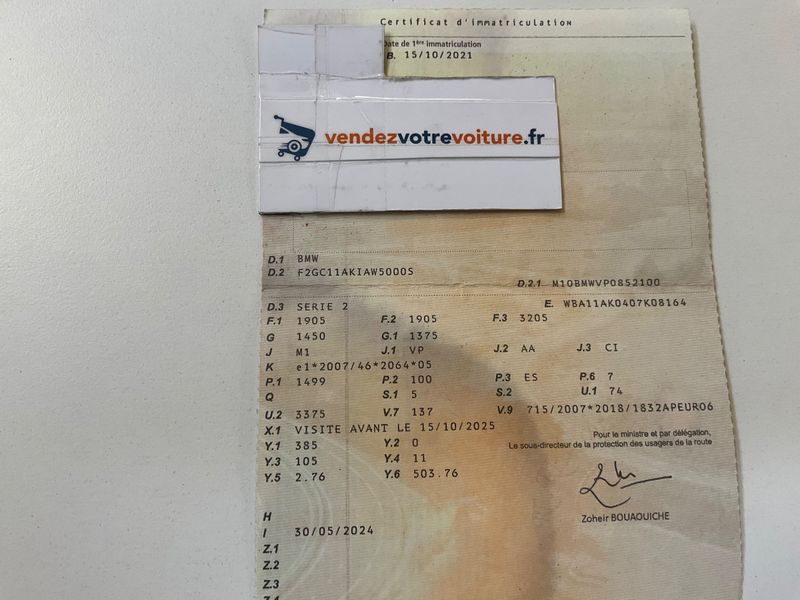 Certificat d'immatriculation
Date de 1ère immatriculation
B. 15/10/2021
vendezvotrevoiture.fr
D.1 BMW
D.2 F2GC11AKIAW5000S
D.2.1 M10BMWVP0852100
D.3 SERIE 2 E. WBA11AK0407K08164
F.1 1905 F.2 1905 F.3 3205
G 1450 G.1 1375
J M1 J.1 VP J.2 AA J.3 CI
K e1*2007/46*2064*05
P.1 1499 P.2 100 P.3 ES P.6 7
Q S.1 5 S.2 U.1 74
U.2 3375 V.7 137 V.9 715/2007*2018/1832APEURO6
X.1 VISITE AVANT LE 15/10/2025
Pour le ministre et par délégation,
Le sous-directeur de la protection des usagers de la route
Y.1 385 Y.2 0
Y.3 105 Y.4 11
Y.5 2.76 Y.6 503.76
Zoheir BOUAOUICHE
H
I 30/05/2024
Z.1
Z.2
Z.3
Z.4